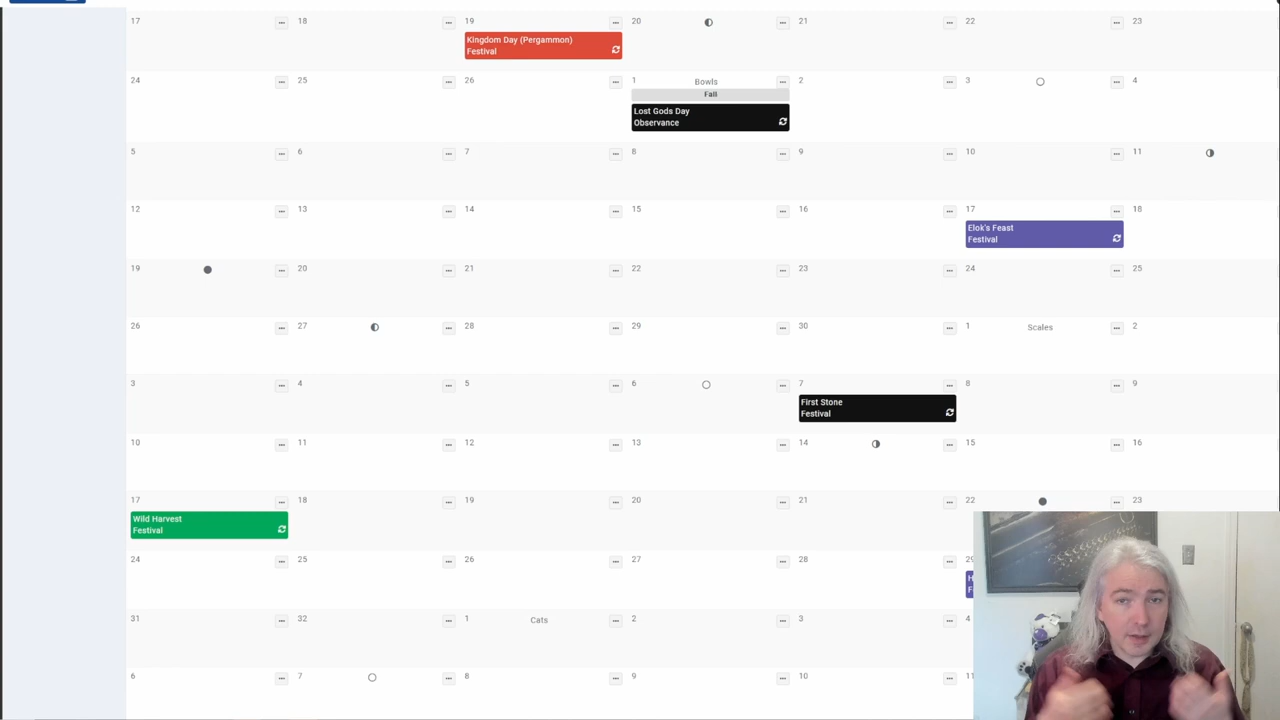 17 18 19 20 21 22 23
Kingdom Day (Pergammon)
Festival
24 25 26 1 Bowls 2 3 4
Fall
Lost Gods Day
Observance
5 6 7 8 9 10 11
12 13 14 15 16 17 18
Elok's Feast
Festival
19 20 21 22 23 24 25
26 27 28 29 30 1 Scales 2
3 4 5 6 7 8 9
First Stone
Festival
10 11 12 13 14 15 16
17 18 19 20 21 22 23
Wild Harvest
Festival
24 25 26 27 28 29
H
F
31 32 1 Cats 2 3 4
6 7 8 9 10 11